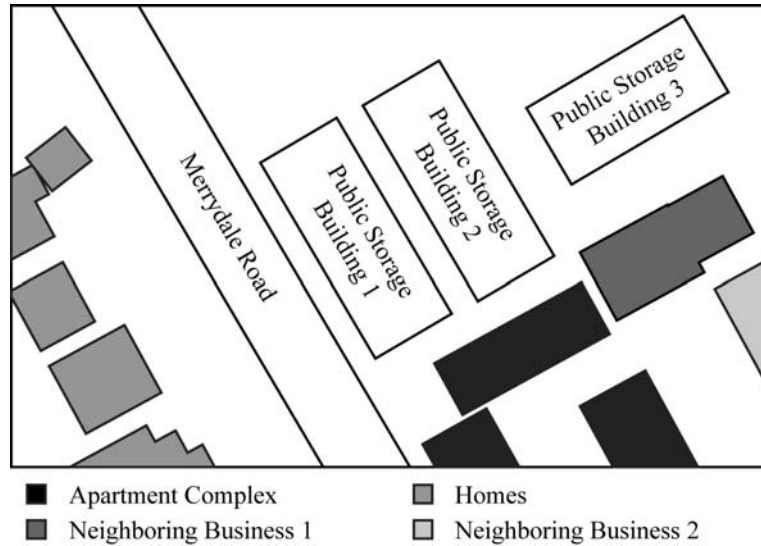 Merrydale Road
Public Storage
Building 1
Public Storage
Building 2
Public Storage
Building 3
Apartment Complex
Homes
Neighboring Business 1
Neighboring Business 2